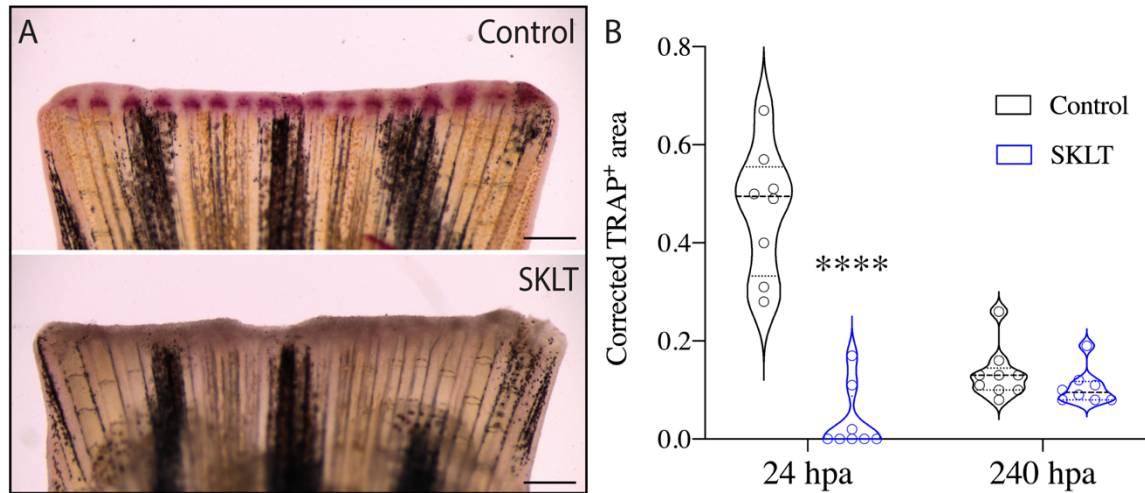 A
Control
SKLT
B
Corrected TRAP+ area
0.8
0.6
0.4
0.2
0.0
Control
SKLT
****
24 hpa
240 hpa